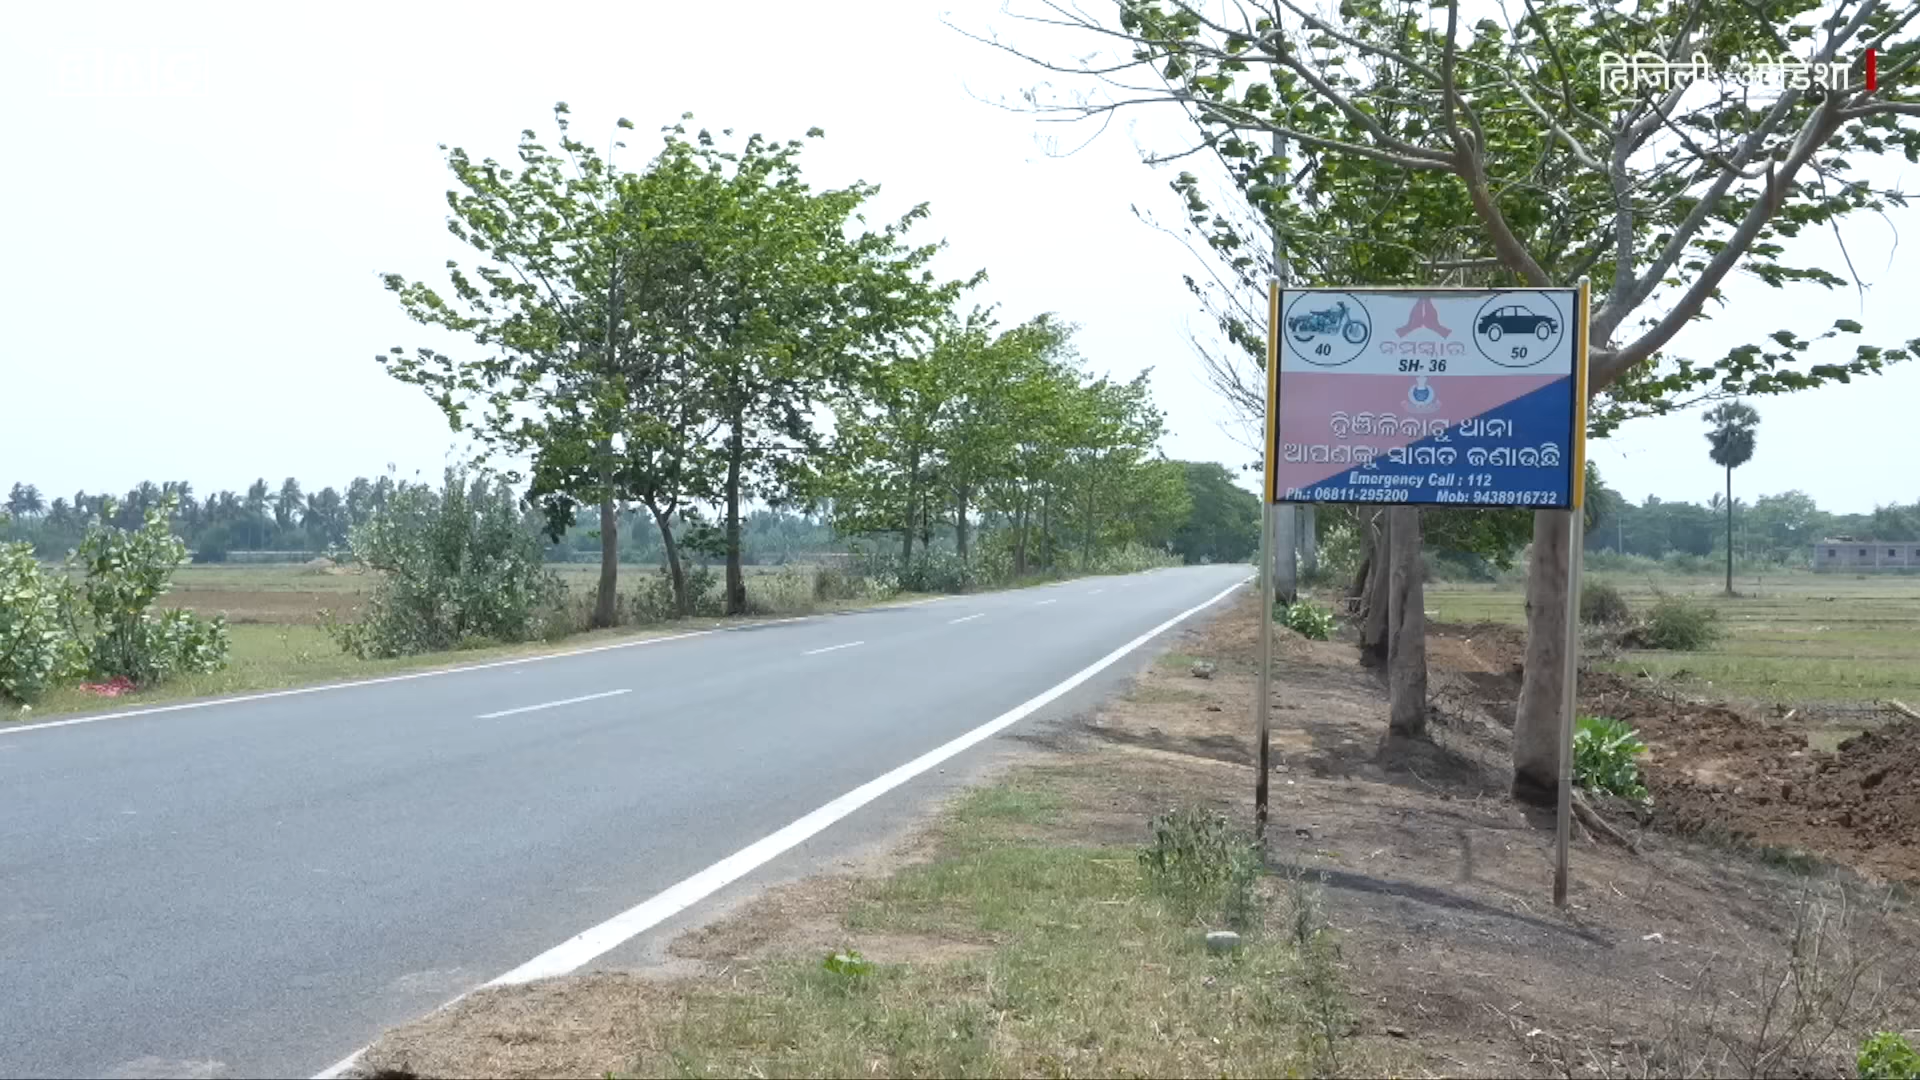 हिंजिली, ओडिशा
40
ନମସ୍କାର
50
SH- 36
ହିଞ୍ଜିଳିକାଟୁ ଥାନା
ଆପଣଙ୍କୁ ସାଗତ ଜଣାଉଛି
Emergency Call : 112
Ph.: 06811-295200 Mob: 9438916732